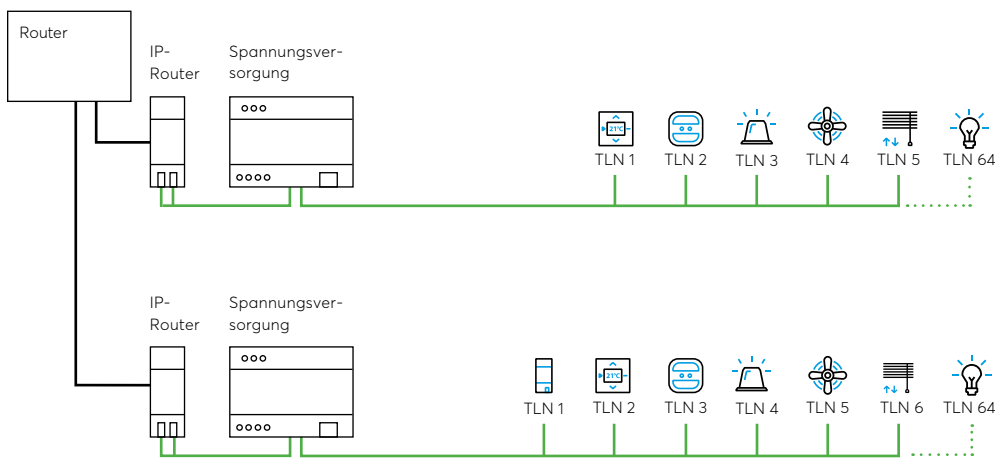 Router
IP-
Router
Spannungsver-
sorgung
21°C
TLN 1
TLN 2
TLN 3
TLN 4
TLN 5
TLN 64
IP-
Router
Spannungsver-
sorgung
21°C
TLN 1
TLN 2
TLN 3
TLN 4
TLN 5
TLN 6
TLN 64